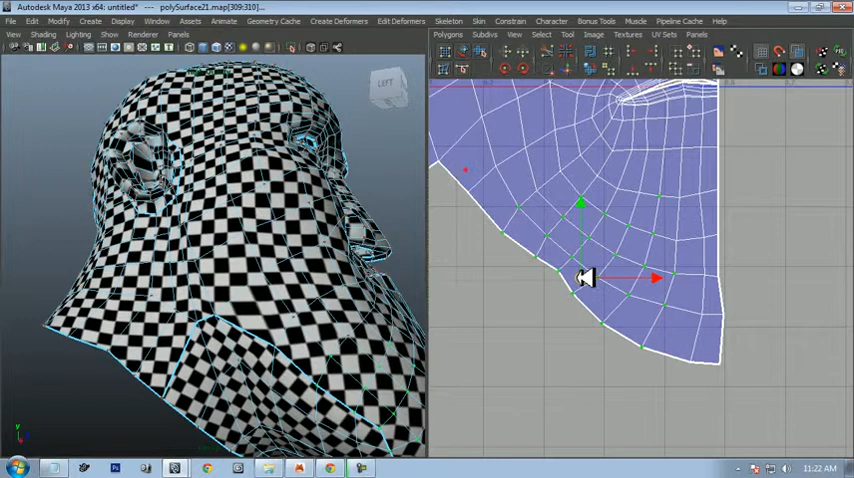 Autodesk Maya 2013 x64: untitled* --- polySurface21.map[309:310]...
File Edit Modify Create Display Window Assets Animate Geometry Cache Create Deformers Edit Deformers Skeleton Skin Constrain Character Bonus Tools Muscle Pipeline Cache Help
View Shading Lighting Show Renderer Panels
Polygons Subdivs View Select Tool Image Textures UV Sets Panels
LEFT
y
11:22 AM